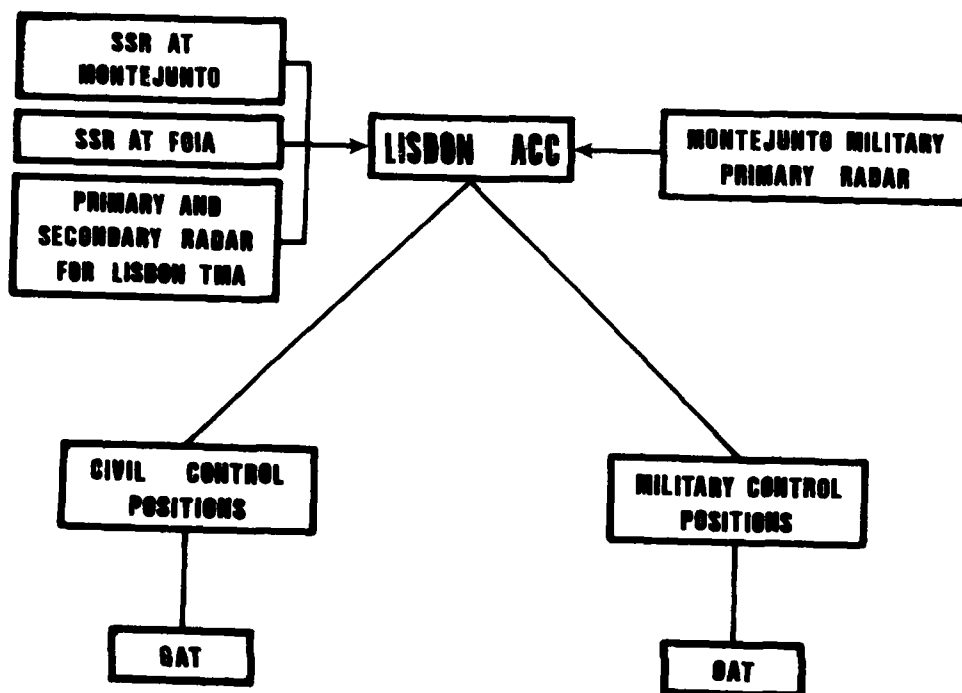 SSR AT
MONTEJUNTO
SSR AT FOIA
PRIMARY AND
SECONDARY RADAR
FOR LISBON TMA
LISBON ACC
MONTEJUNTO MILITARY
PRIMARY RADAR
CIVIL CONTROL
POSITIONS
MILITARY CONTROL
POSITIONS
GAT
OAT